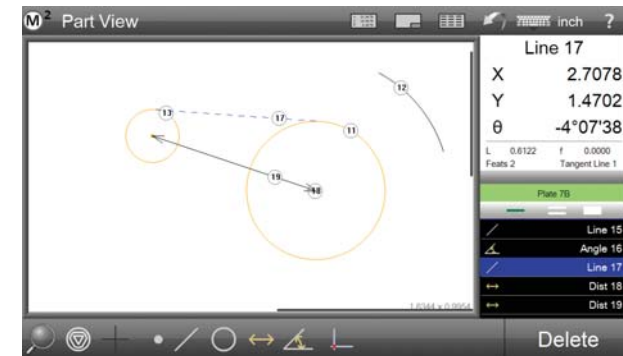 M² Part View inch ?
13
12
17
11
19
18
1.6344 x 0.9954
Line 17
X 2.7078
Y 1.4702
θ -4°07'38
L 0.6122 f 0.0000
Feats 2 Tangent Line 1
Plate 7B
Line 15
Angle 16
Line 17
Dist 18
Dist 19
Delete